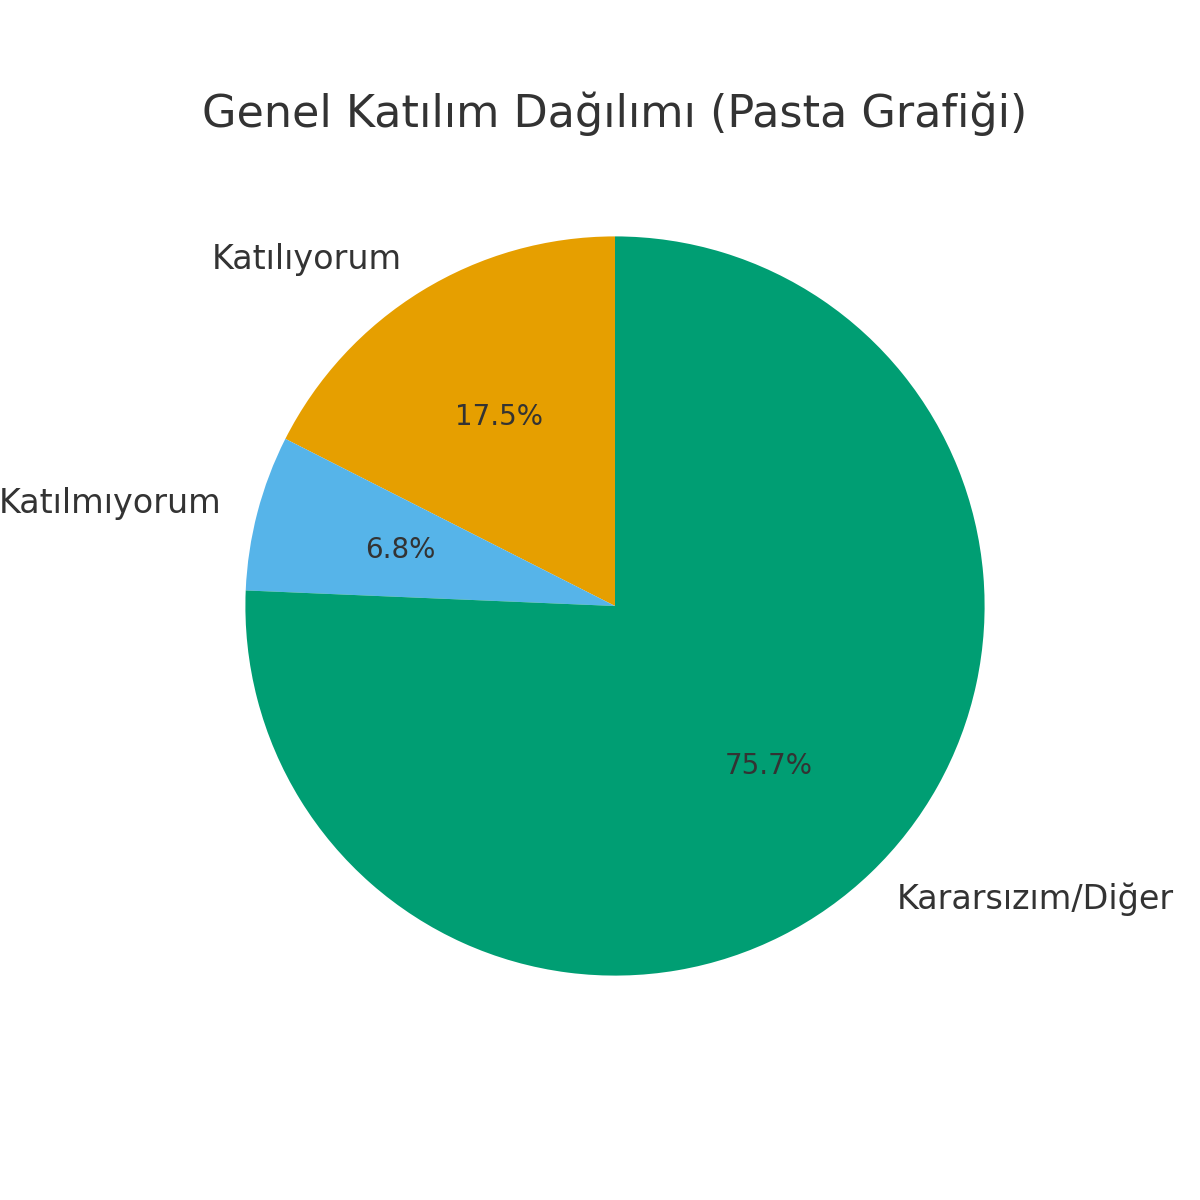 Genel Katılım Dağılımı (Pasta Grafiği)
Katılıyorum
17.5%
Katılmıyorum
6.8%
75.7%
Kararsızım/Diğer